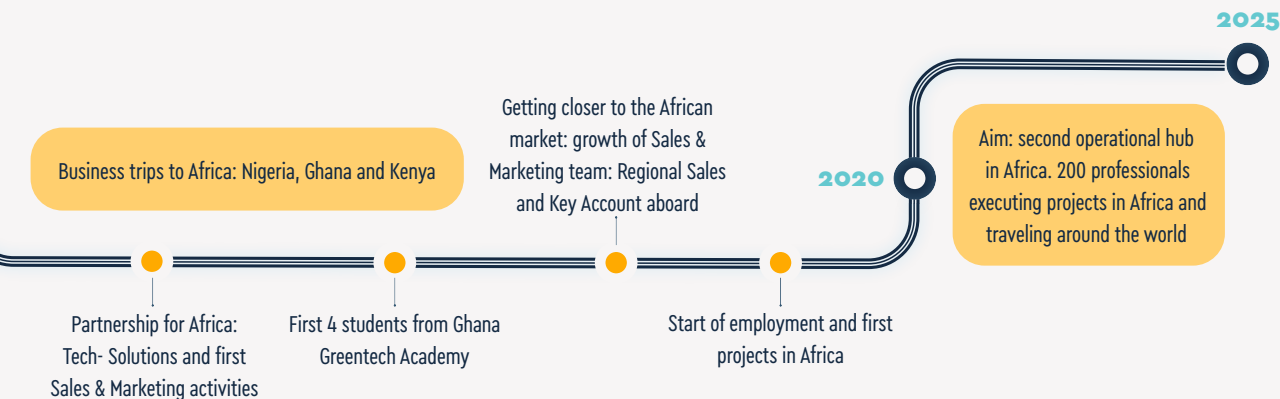 2025
Getting closer to the African
market: growth of Sales &
Marketing team: Regional Sales
and Key Account aboard
Business trips to Africa: Nigeria, Ghana and Kenya
2020
Aim: second operational hub
in Africa. 200 professionals
executing projects in Africa and
traveling around the world
Partnership for Africa:
Tech- Solutions and first
Sales & Marketing activities
First 4 students from Ghana
Greentech Academy
Start of employment and first
projects in Africa